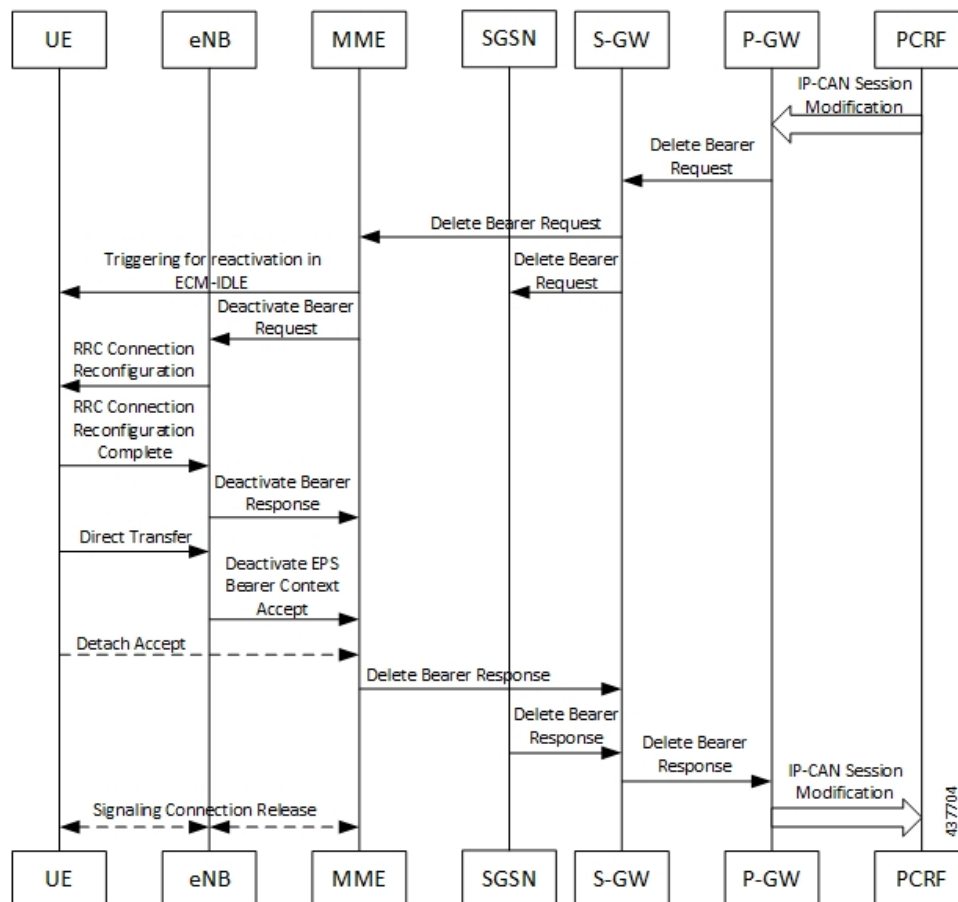 UE
eNB
MME
SGSN
S-GW
P-GW
PCRF
IP-CAN Session
Modification
Delete Bearer
Request
Delete Bearer Request
Triggering for reactivation in
ECM-IDLE
Delete Bearer
Request
Deactivate Bearer
Request
RRC Connection
Reconfiguration
RRC Connection
Reconfiguration
Complete
Deactivate Bearer
Response
Direct Transfer
Deactivate EPS
Bearer Context
Accept
Detach Accept
Delete Bearer Response
Delete Bearer
Response
Delete Bearer
Response
IP-CAN Session
Modification
Signaling Connection Release
437704
UE
eNB
MME
SGSN
S-GW
P-GW
PCRF